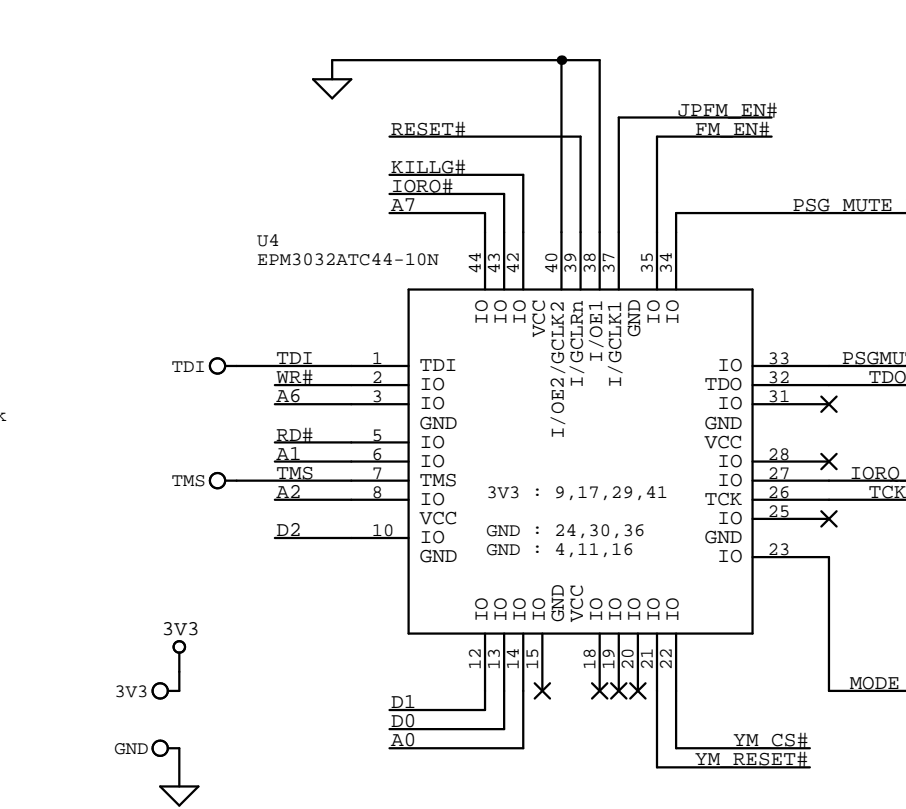 JPFM_EN#
RESET#
FM_EN#
KILLG#
IORO#
A7
PSG_MUTE
U4
EPM3032ATC44-10N
44
43
42
40
39
38
37
35
34
IO
IO
IO
VCC
I/OE2/GCLK2
I/GCLRn
I/OE1
I/GCLK1
GND
IO
IO
TDI
TDI
1
TDI
WR#
2
IO
A6
3
IO
GND
RD#
5
IO
A1
6
IO
TMS
TMS
7
TMS
A2
8
IO
VCC
D2
10
IO
GND
3V3 : 9,17,29,41
GND : 24,30,36
GND : 4,11,16
IO
33
PSGMUT
TDO
32
TDO
IO
31
GND
VCC
IO
28
IO
27
IORO
TCK
26
TCK
IO
25
GND
IO
23
k
IO
IO
IO
IO
GND
VCC
IO
IO
IO
IO
IO
12
13
14
15
18
19
20
21
22
3V3
3V3
MODE
D1
D0
A0
GND
YM_CS#
YM_RESET#